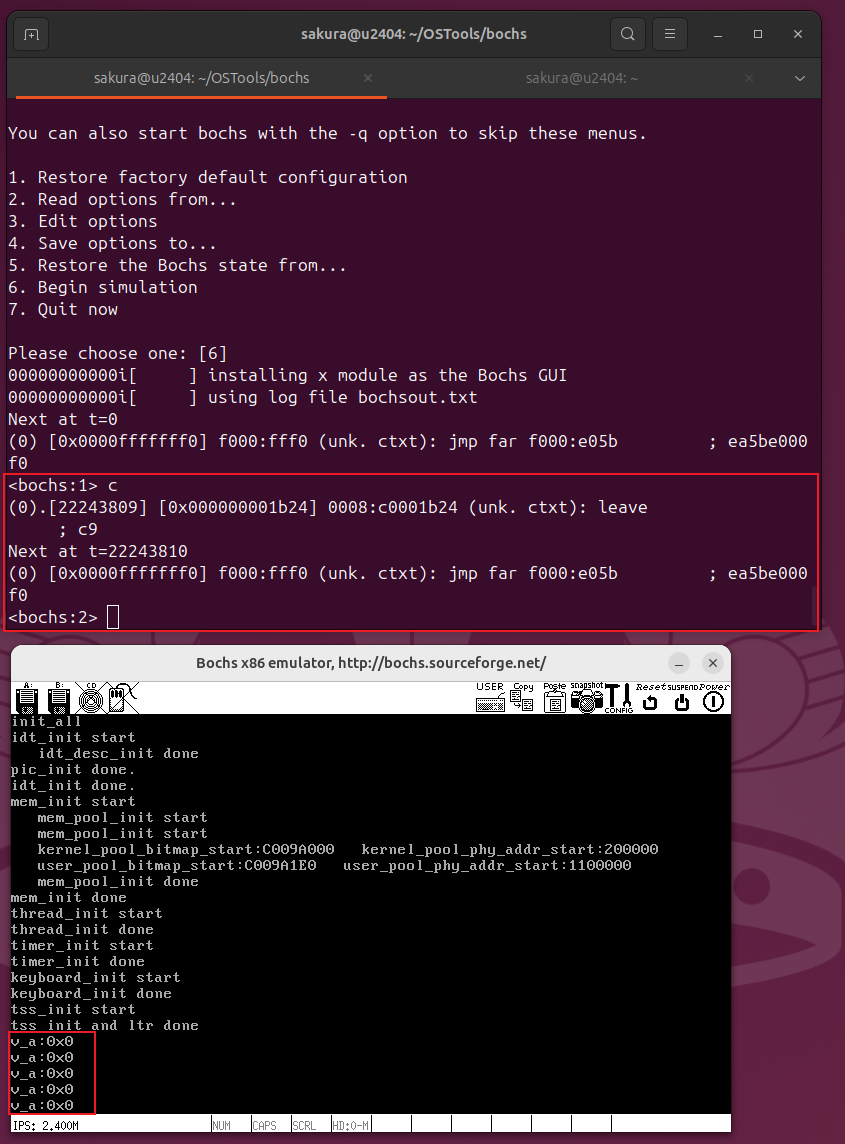 sakura@u2404: ~/OSTools/bochs
sakura@u2404: ~/OSTools/bochs
sakura@u2404: ~
You can also start bochs with the -q option to skip these menus.
1. Restore factory default configuration
2. Read options from...
3. Edit options
4. Save options to...
5. Restore the Bochs state from...
6. Begin simulation
7. Quit now
Please choose one: [6]
00000000000i[      ] installing x module as the Bochs GUI
00000000000i[      ] using log file bochsout.txt
Next at t=0
(0) [0x0000fffffff0] f000:fff0 (unk. ctxt): jmp far f000:e05b         ; ea5be000
f0
<bochs:1> c
(0).[22243809] [0x000000001b24] 0008:c0001b24 (unk. ctxt): leave
     ; c9
Next at t=22243810
(0) [0x0000fffffff0] f000:fff0 (unk. ctxt): jmp far f000:e05b         ; ea5be000
f0
<bochs:2>
Bochs x86 emulator, http://bochs.sourceforge.net/
A: B: CD USER Copy Paste snapshot CONFIG Reset SUSPEND Power
init_all
idt_init start
   idt_desc_init done
pic_init done.
idt_init done.
mem_init start
   mem_pool_init start
   mem_pool_init start
   kernel_pool_bitmap_start:C009A000   kernel_pool_phy_addr_start:200000
   user_pool_bitmap_start:C009A1E0   user_pool_phy_addr_start:1100000
   mem_pool_init done
mem_init done
thread_init start
thread_init done
timer_init start
timer_init done
keyboard_init start
keyboard_init done
tss_init start
tss_init and ltr done
v_a:0x0
v_a:0x0
v_a:0x0
v_a:0x0
v_a:0x0
IPS: 2.400M NUM CAPS SCRL HD:0-M